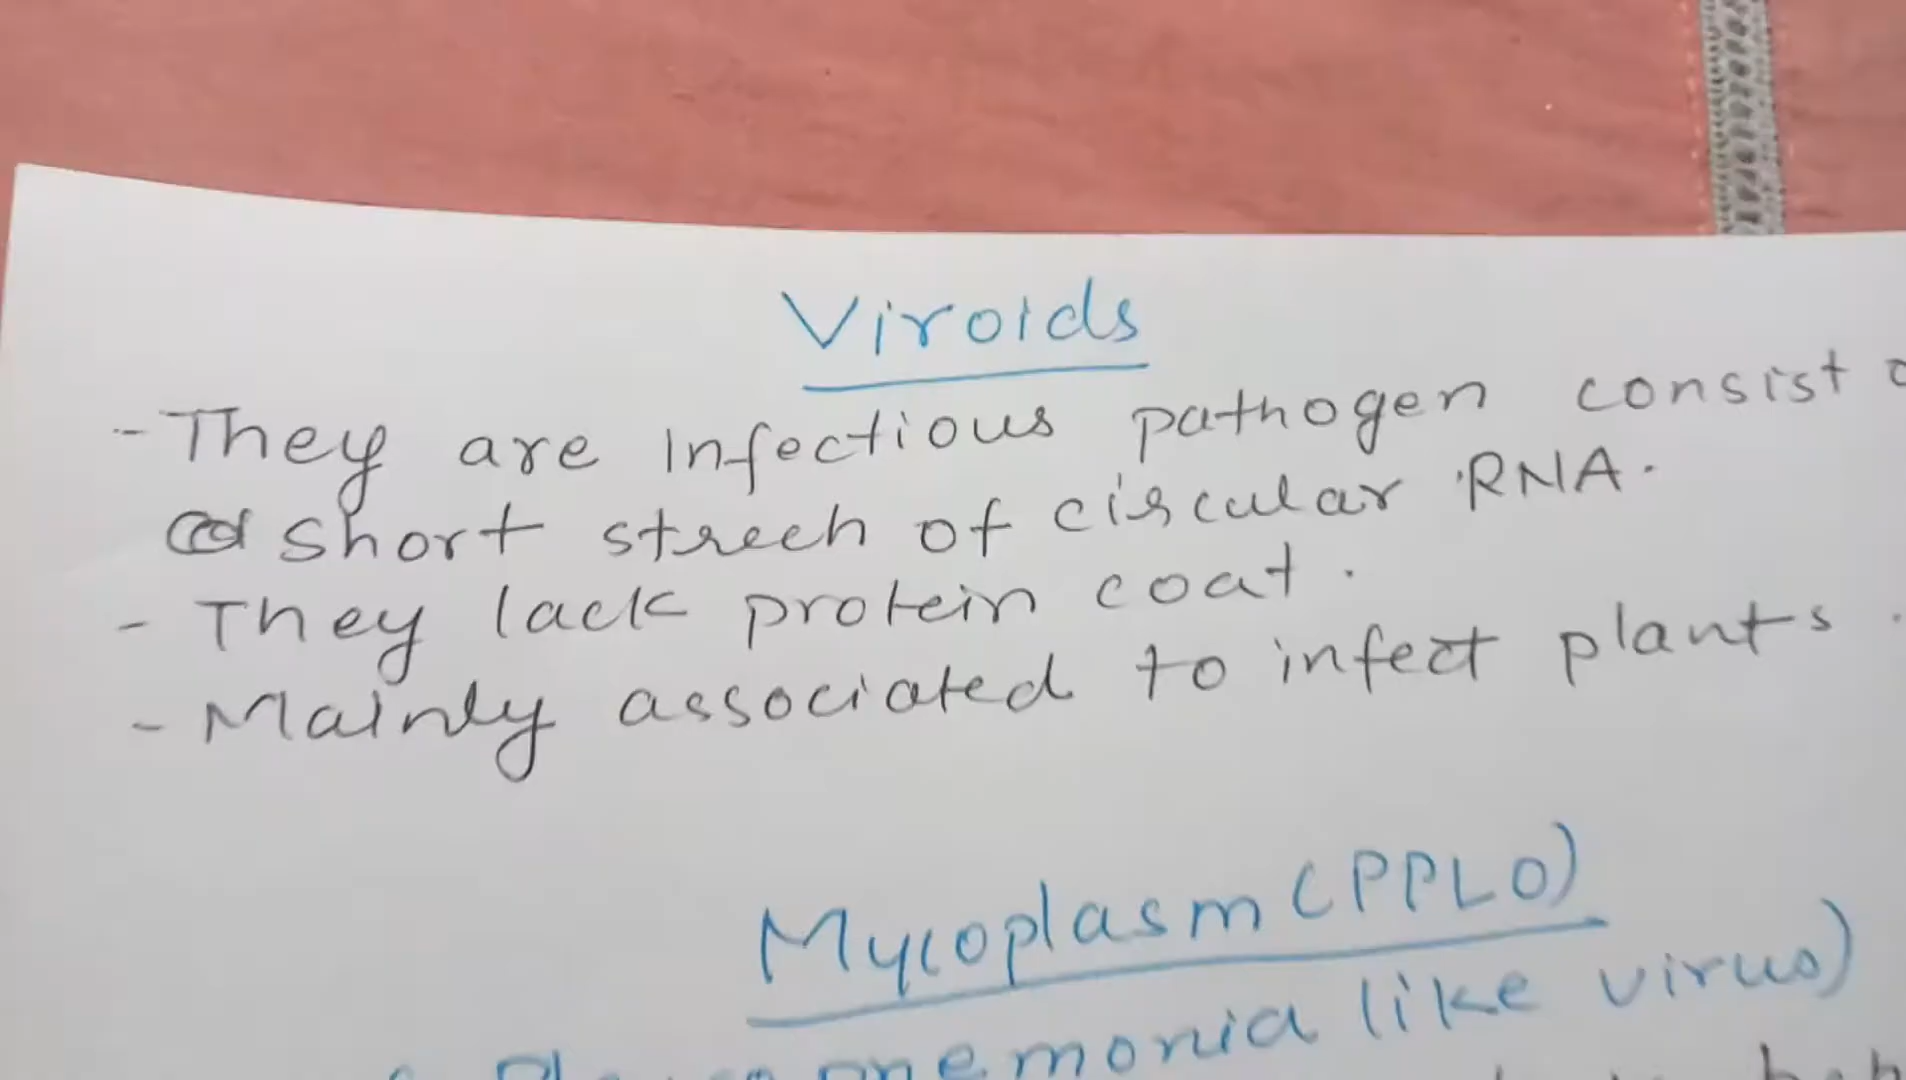 Viroids
- They are infectious pathogen consist
short strech of circular RNA.
- They lack protein coat.
- Mainly associated to infect plants.
Mycoplasm (PPLO)
like virus)